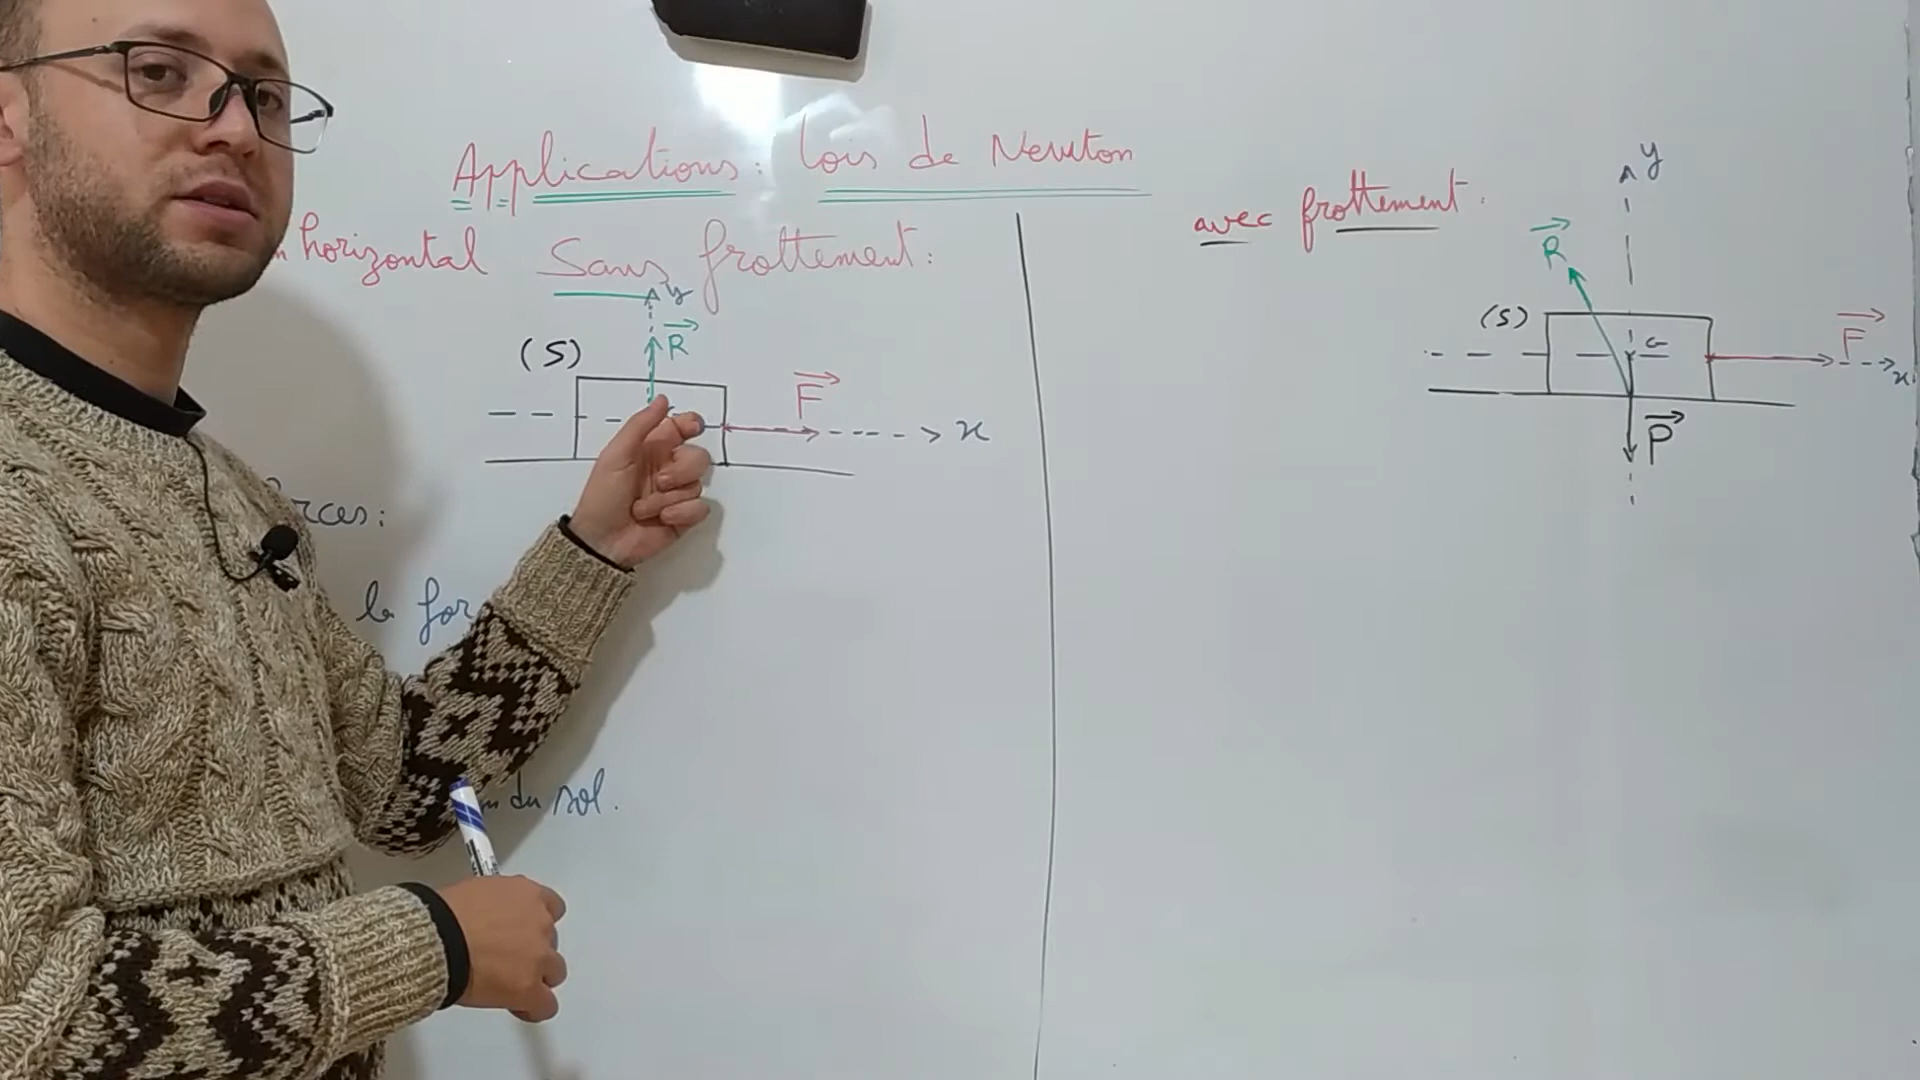 Applications: Lois de Newton
horizontal Sans frottement:
y
R
(S)
F
x
rces:
la for
du sol.
avec frottement.
y
R
(S)
G
F
x
P